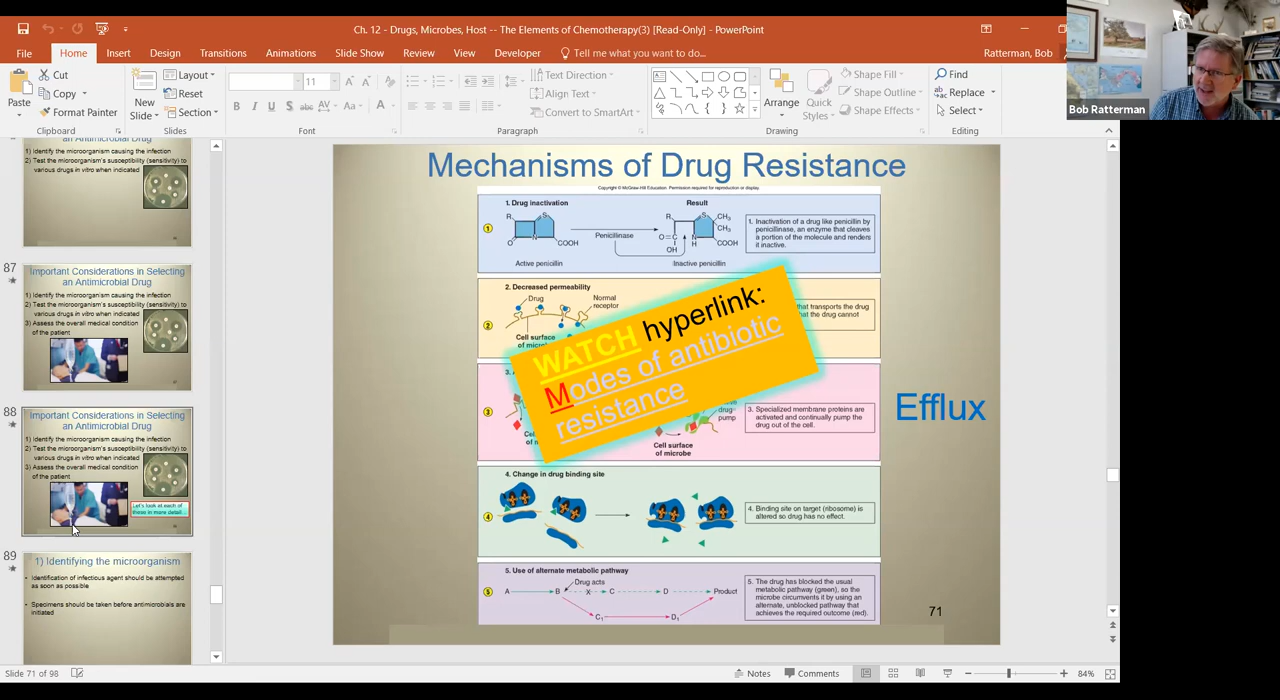 Ch. 12 - Drugs, Microbes, Host -- The Elements of Chemotherapy(3) [Read-Only] - PowerPoint
File Home Insert Design Transitions Animations Slide Show Review View Developer Tell me what you want to do...
Ratterman, Bob
Bob Ratterman
Paste
Cut
Copy
Format Painter
Clipboard
New
Slide
Layout
Reset
Section
Slides
11
B I U S abc AV Aa A
Font
Text Direction
Align Text
Convert to SmartArt
Paragraph
Arrange
Quick
Styles
Shape Fill
Shape Outline
Shape Effects
Drawing
Find
Replace
Select
Editing
an Antimicrobial Drug
1) Identify the microorganism causing the infection
2) Test the microorganism's susceptibility (sensitivity) to
various drugs in vitro when indicated
87
Important Considerations in Selecting
an Antimicrobial Drug
1) Identify the microorganism causing the infection
2) Test the microorganism's susceptibility (sensitivity) to
various drugs in vitro when indicated
3) Assess the overall medical condition
of the patient
88
Important Considerations in Selecting
an Antimicrobial Drug
1) Identify the microorganism causing the infection
2) Test the microorganism's susceptibility (sensitivity) to
various drugs in vitro when indicated
3) Assess the overall medical condition
of the patient
Let's look at each of
these in more detail...
89
1) Identifying the microorganism
Identification of infectious agent should be attempted
as soon as possible
Specimens should be taken before antimicrobials are
initiated
Mechanisms of Drug Resistance
Copyright © McGraw-Hill Education. Permission required for reproduction or display.
1. Drug inactivation
Result
1
R
S
N
O
COOH
Active penicillin
Penicillinase
R
S
CH3
CH3
O=C
N
OH
H
COOH
Inactive penicillin
1. Inactivation of a drug like penicillin by
penicillinase, an enzyme that cleaves
a portion of the molecule and renders
it inactive.
2. Decreased permeability
2
Drug
Normal
receptor
Cell surface
of micro
that transports the drug
hat the drug cannot
WATCH hyperlink:
Modes of antibiotic
resistance
3
drug
pump
Cell surface
of microbe
3. Specialized membrane proteins are
activated and continually pump the
drug out of the cell.
Efflux
4. Change in drug binding site
4
4. Binding site on target (ribosome) is
altered so drug has no effect.
5. Use of alternate metabolic pathway
5
Drug acts
A B X C D Product
C1 D1
5. The drug has blocked the usual
metabolic pathway (green), so the
microbe circumvents it by using an
alternate, unblocked pathway that
achieves the required outcome (red).
71
Slide 71 of 98
Notes
Comments
84%